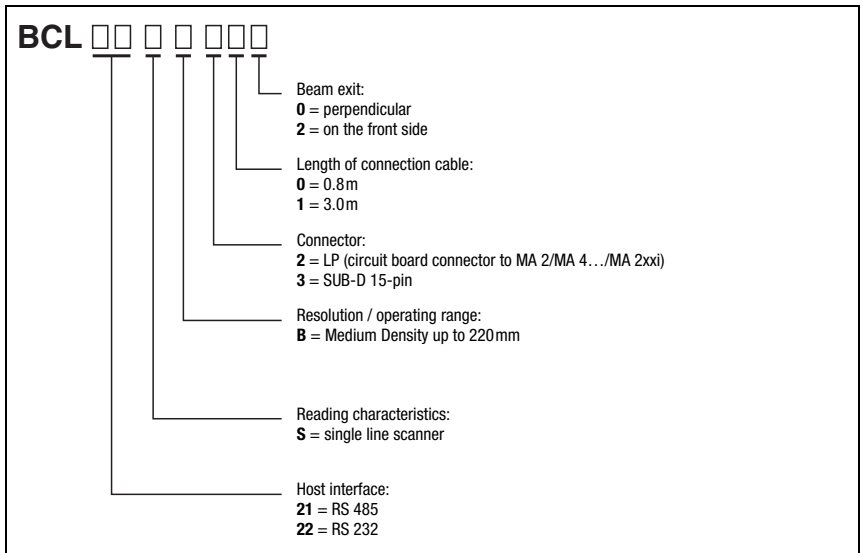 BCL □□ □ □ □□□
Beam exit:
0 = perpendicular
2 = on the front side
Length of connection cable:
0 = 0.8m
1 = 3.0m
Connector:
2 = LP (circuit board connector to MA 2/MA 4…/MA 2xxi)
3 = SUB-D 15-pin
Resolution / operating range:
B = Medium Density up to 220mm
Reading characteristics:
S = single line scanner
Host interface:
21 = RS 485
22 = RS 232